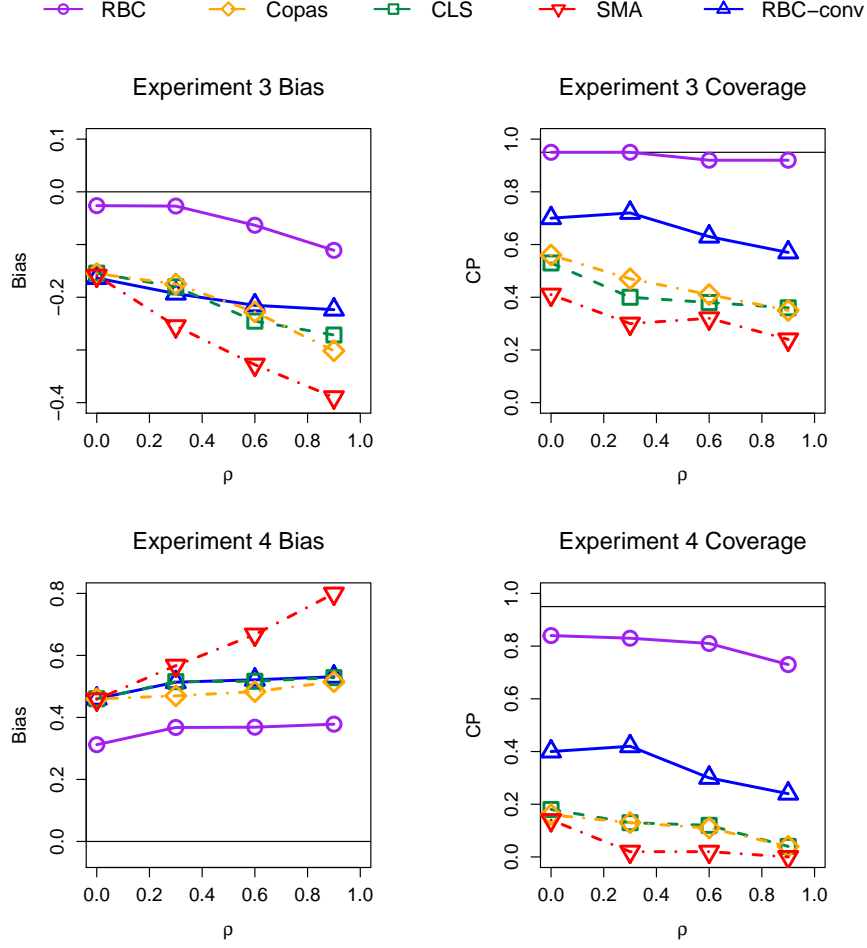 RBC Copas CLS SMA RBC−conv
Experiment 3 Bias
0.1
0.0
−0.2
−0.4
Bias
0.0 0.2 0.4 0.6 0.8 1.0
ρ
Experiment 3 Coverage
1.0
0.8
0.6
0.4
0.2
0.0
CP
0.0 0.2 0.4 0.6 0.8 1.0
ρ
Experiment 4 Bias
0.8
0.6
0.4
0.2
0.0
Bias
0.0 0.2 0.4 0.6 0.8 1.0
ρ
Experiment 4 Coverage
1.0
0.8
0.6
0.4
0.2
0.0
CP
0.0 0.2 0.4 0.6 0.8 1.0
ρ